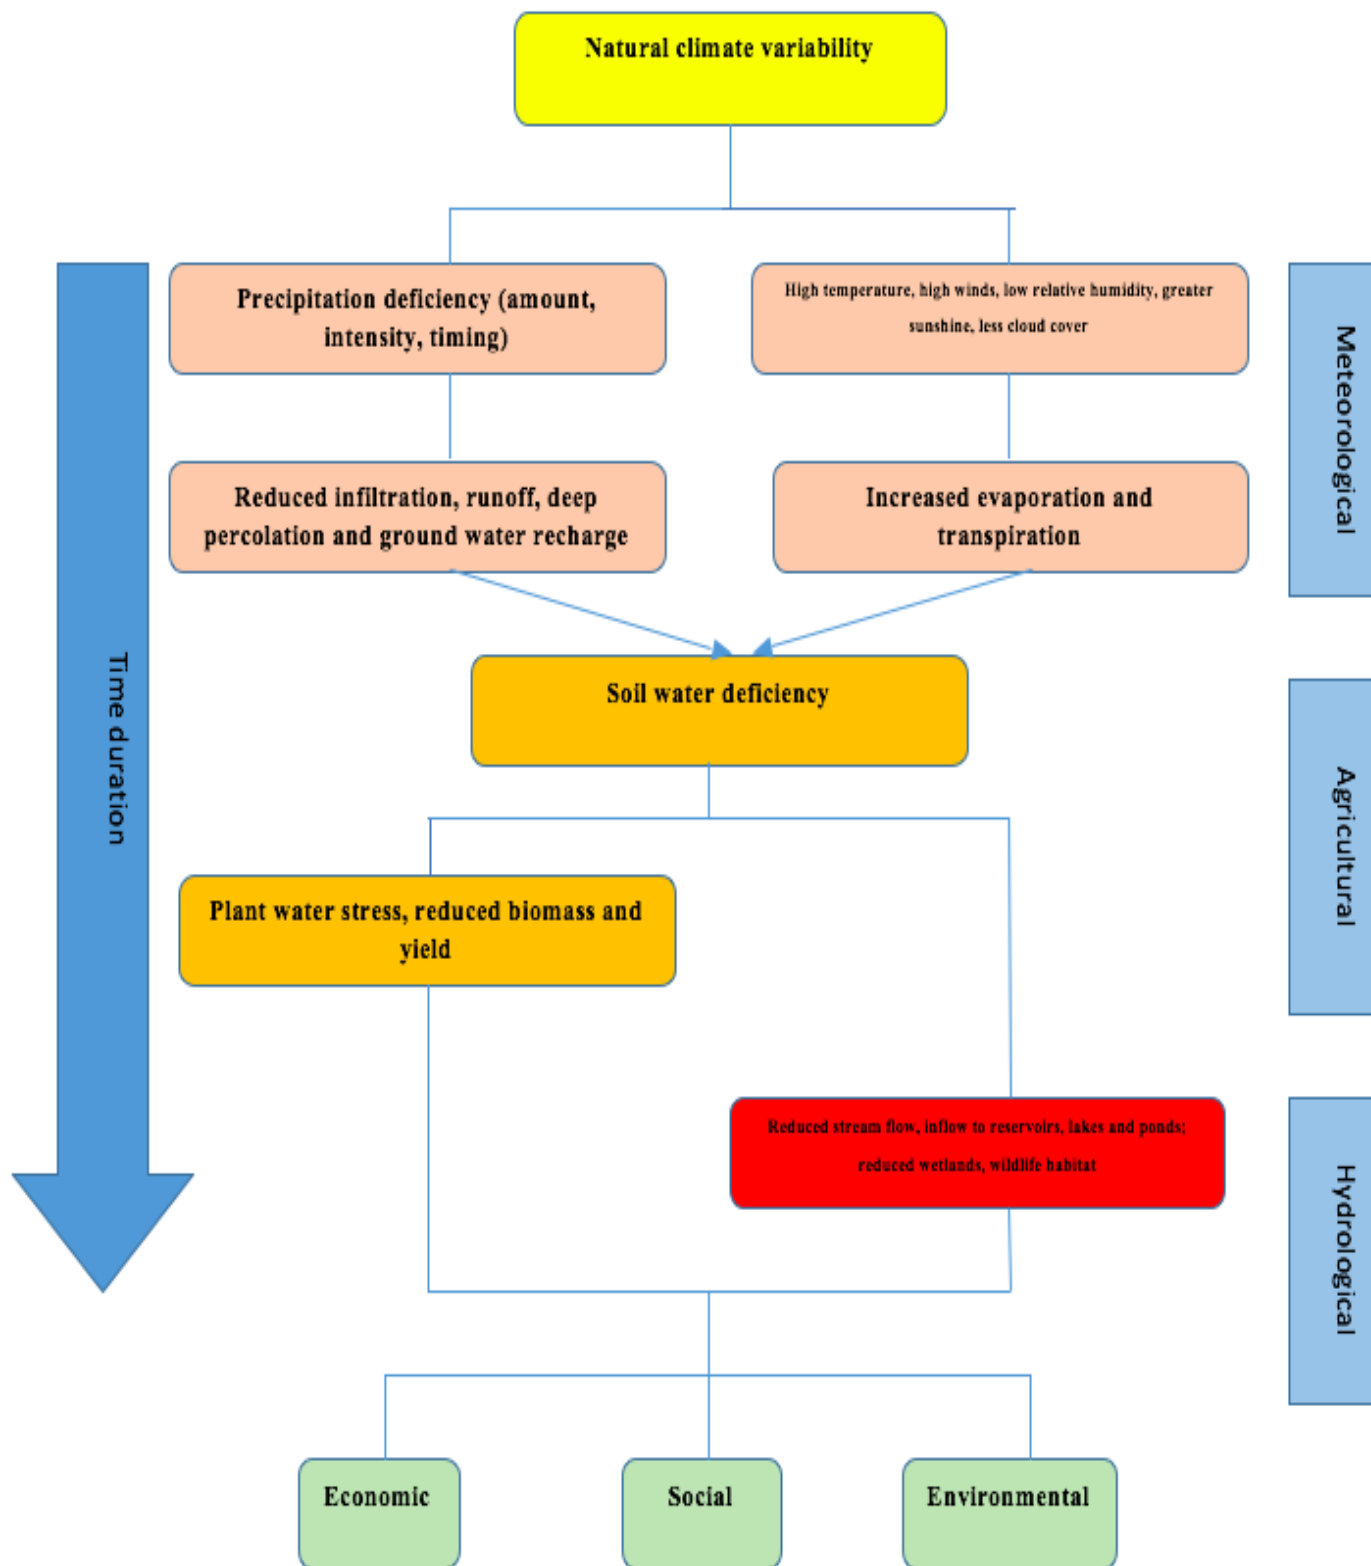 Natural climate variability
Precipitation deficiency (amount,
intensity, timing)
High temperature, high winds, low relative humidity, greater
sunshine, less cloud cover
Meteorological
Reduced infiltration, runoff, deep
percolation and ground water recharge
Increased evaporation and
transpiration
Time duration
Soil water deficiency
Agricultural
Plant water stress, reduced biomass and
yield
Reduced stream flow, inflow to reservoirs, lakes and ponds;
reduced wetlands, wildlife habitat
Hydrological
Economic
Social
Environmental